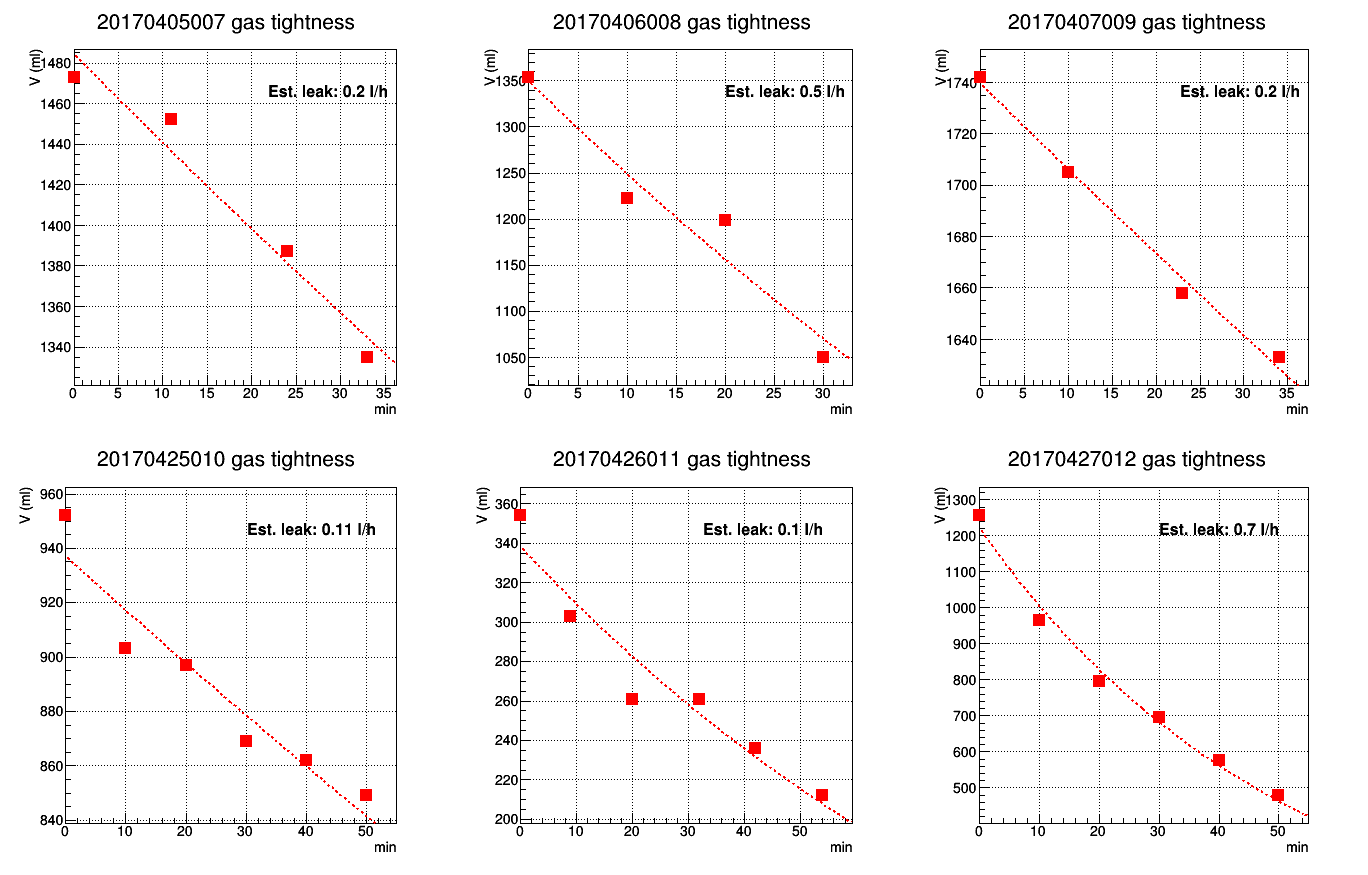 20170405007 gas tightness
V (ml)
Est. leak: 0.2 l/h
1480
1460
1440
1420
1400
1380
1360
1340
0 5 10 15 20 25 30 35
min
20170406008 gas tightness
V (ml)
Est. leak: 0.5 l/h
1350
1300
1250
1200
1150
1100
1050
0 5 10 15 20 25 30
min
20170407009 gas tightness
V (ml)
Est. leak: 0.2 l/h
1740
1720
1700
1680
1660
1640
0 5 10 15 20 25 30 35
min
20170425010 gas tightness
V (ml)
Est. leak: 0.11 l/h
960
940
920
900
880
860
840
0 10 20 30 40 50
min
20170426011 gas tightness
V (ml)
Est. leak: 0.1 l/h
360
340
320
300
280
260
240
220
200
0 10 20 30 40 50
min
20170427012 gas tightness
V (ml)
Est. leak: 0.7 l/h
1300
1200
1100
1000
900
800
700
600
500
0 10 20 30 40 50
min